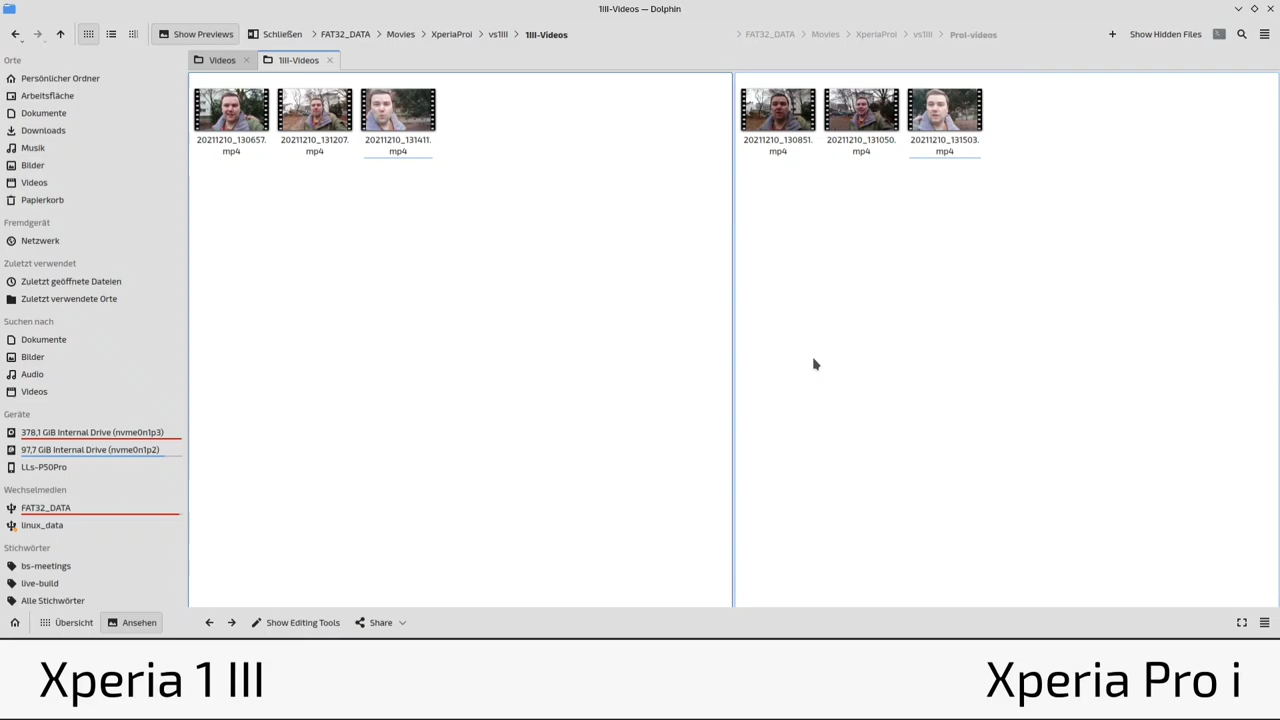 1III-Videos — Dolphin
Show Previews
Schließen
FAT32_DATA
Movies
XperiaProi
vs1III
1III-Videos
FAT32_DATA
Movies
XperiaProi
vs1III
ProI-videos
Show Hidden Files
Orte
Persönlicher Ordner
Arbeitsfläche
Dokumente
Downloads
Musik
Bilder
Videos
Papierkorb
Fremdgerät
Netzwerk
Zuletzt verwendet
Zuletzt geöffnete Dateien
Zuletzt verwendete Orte
Suchen nach
Dokumente
Bilder
Audio
Videos
Geräte
378,1 GiB Internal Drive (nvme0n1p3)
97,7 GiB Internal Drive (nvme0n1p2)
LLs-P50Pro
Wechselmedien
FAT32_DATA
linux_data
Stichwörter
bs-meetings
live-build
Alle Stichwörter
Videos
1III-Videos
20211210_130657.
mp4
20211210_131207.
mp4
20211210_131411.
mp4
20211210_130851.
mp4
20211210_131050.
mp4
20211210_131503.
mp4
Übersicht
Ansehen
Show Editing Tools
Share
Xperia 1 III
Xperia Pro i